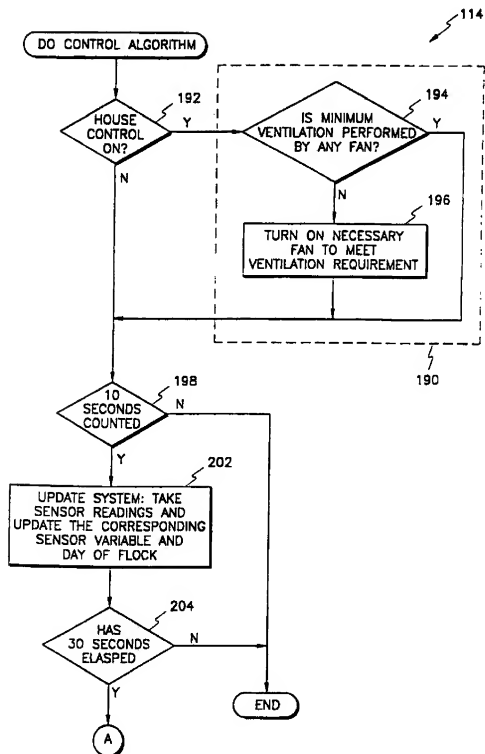 114
DO CONTROL ALGORITHM
192
HOUSE
CONTROL
ON?
Y
N
194
IS MINIMUM
VENTILATION PERFORMED
BY ANY FAN?
Y
N
196
TURN ON NECESSARY
FAN TO MEET
VENTILATION REQUIREMENT
190
198
10
SECONDS
COUNTED
N
Y
202
UPDATE SYSTEM: TAKE
SENSOR READINGS AND
UPDATE THE CORRESPONDING
SENSOR VARIABLE AND
DAY OF FLOCK
204
HAS
30 SECONDS
ELASPED
N
Y
END
A